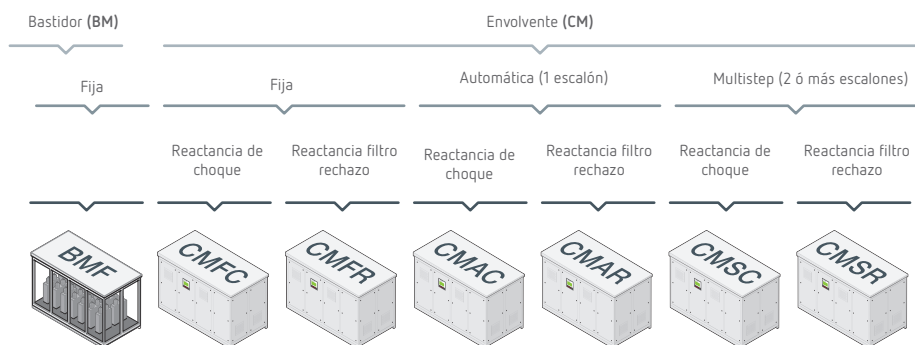 Bastidor (BM)
Envolvente (CM)
Fija
Fija
Automática (1 escalón)
Multistep (2 ó más escalones)
Reactancia de
choque
Reactancia filtro
rechazo
Reactancia de
choque
Reactancia filtro
rechazo
Reactancia de
choque
Reactancia filtro
rechazo
BMF
CMFC
CMFR
CMAC
CMAR
CMSC
CMSR